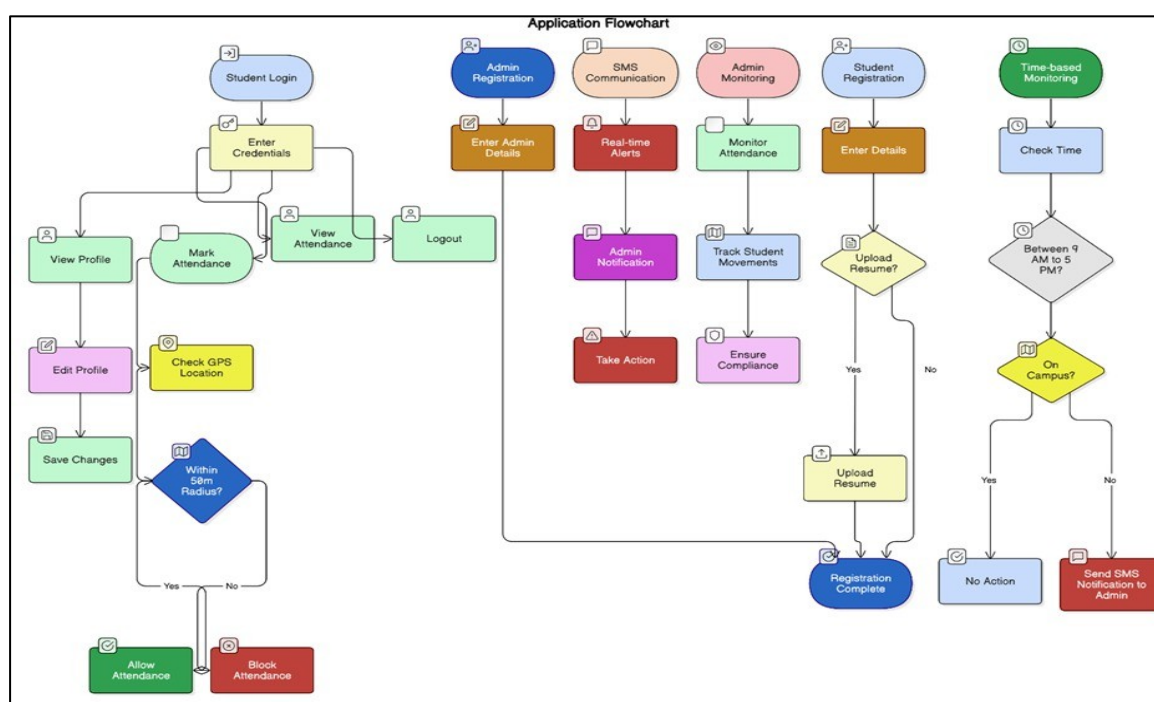 Application Flowchart
Student Login
Admin
Registration
SMS
Communication
Admin
Monitoring
Student
Registration
Time-based
Monitoring
Enter
Credentials
Enter Admin
Details
Real-time
Alerts
Monitor
Attendance
Enter Details
Check Time
View Profile
Mark
Attendance
View
Attendance
Logout
Admin
Notification
Track Student
Movements
Upload
Resume?
Between 9
AM to 5
PM?
Edit Profile
Check GPS
Location
Take Action
Ensure
Compliance
Yes
No
On
Campus?
Save Changes
Within
50m
Radius?
Upload
Resume
Yes
No
Yes
No
Registration
Complete
No Action
Send SMS
Notification to
Admin
Allow
Attendance
Block
Attendance